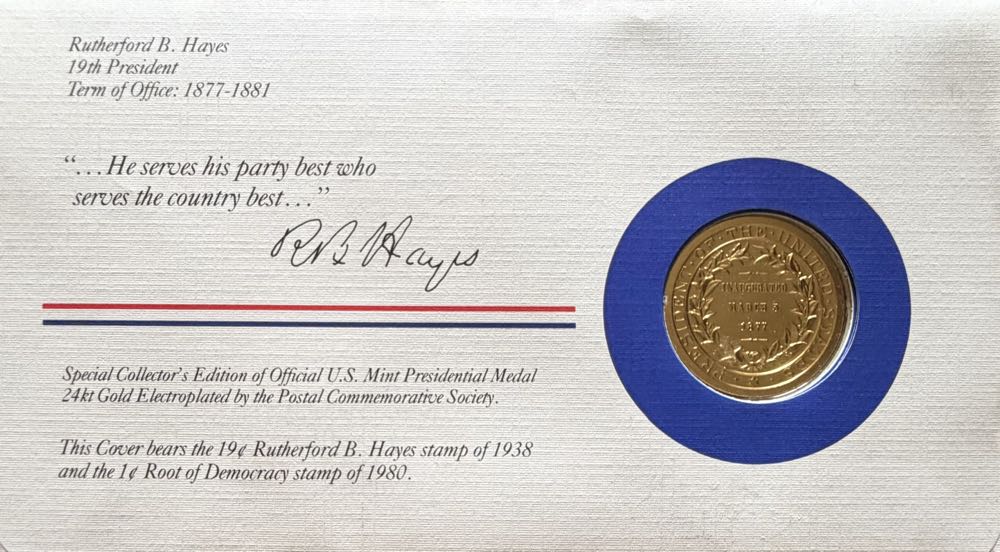 Rutherford B. Hayes
19th President
Term of Office: 1877-1881
“...He serves his party best who
serves the country best...”
RB Hayes
PRESIDENT OF THE UNITED STATES
INAUGURATED
MARCH 5
1877
Special Collector's Edition of Official U.S. Mint Presidential Medal
24kt Gold Electroplated by the Postal Commemorative Society.
This Cover bears the 19¢ Rutherford B. Hayes stamp of 1938
and the 1¢ Root of Democracy stamp of 1980.